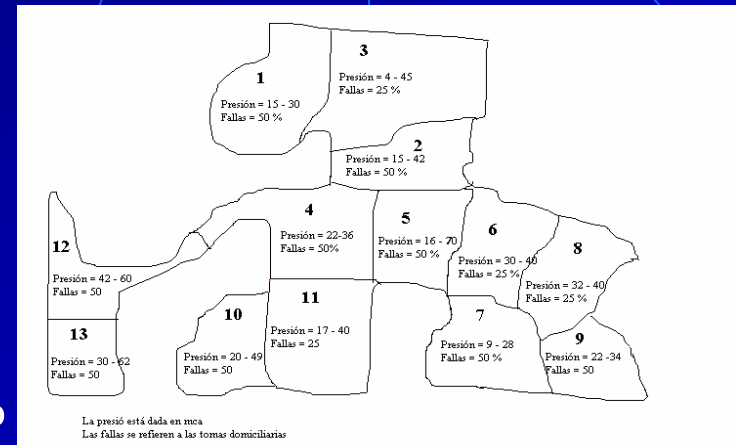 3
Presión = 4 - 45
Fallas = 25 %
1
Presión = 15 - 30
Fallas = 50 %
2
Presión = 15 - 42
Fallas = 50 %
4
Presión = 22-36
Fallas = 50%
5
Presión = 16 - 70
Fallas = 50 %
6
Presión = 30 - 40
Fallas = 25 %
8
Presión = 32 - 40
Fallas = 25 %
12
Presión = 42 - 60
Fallas = 50
13
Presión = 30 - 62
Fallas = 50
10
Presión = 20 - 49
Fallas = 50
11
Presión = 17 - 40
Fallas = 25
7
Presión = 9 - 28
Fallas = 50 %
9
Presión = 22 -34
Fallas = 50
La presió está dada en mca
Las fallas se refieren a las tomas domiciliarias